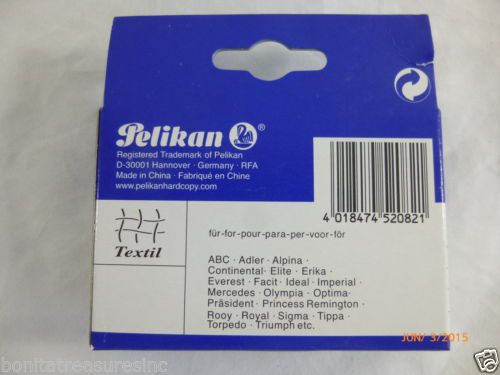 Pelikan ®
Registered Trademark of Pelikan
D-30001 Hannover · Germany · RFA
Made in China · Fabriqué en Chine
www.pelikanhardcopy.com
4 018474 520821
Textil
für-for-pour-para-per-voor-för
ABC · Adler · Alpina ·
Continental · Elite · Erika ·
Everest · Facit · Ideal · Imperial ·
Mercedes · Olympia · Optima·
Präsident · Princess Remington ·
Rooy · Royal · Sigma · Tippa ·
Torpedo · Triumph etc.
JUN/ 3/2015
bonitatreasuresinc